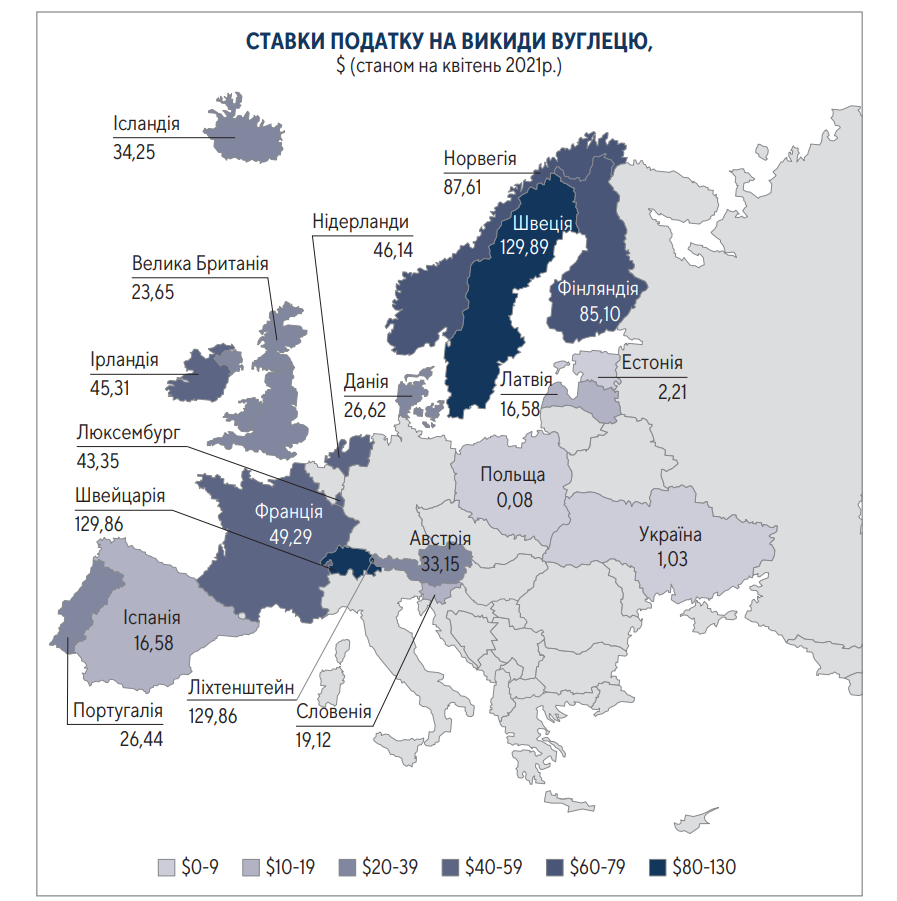 СТАВКИ ПОДАТКУ НА ВИКИДИ ВУГЛЕЦЮ,
$ (станом на квітень 2021р.)
Ісландія
34,25
Норвегія
87,61
Нідерланди
46,14
Швеція
129,89
Велика Британія
23,65
Фінляндія
85,10
Ірландія
45,31
Данія
26,62
Латвія
16,58
Естонія
2,21
Люксембург
43,35
Польща
0,08
Швейцарія
129,86
Франція
49,29
Австрія
33,15
Україна
1,03
Іспанія
16,58
Ліхтенштейн
129,86
Португалія
26,44
Словенія
19,12
$0-9
$10-19
$20-39
$40-59
$60-79
$80-130